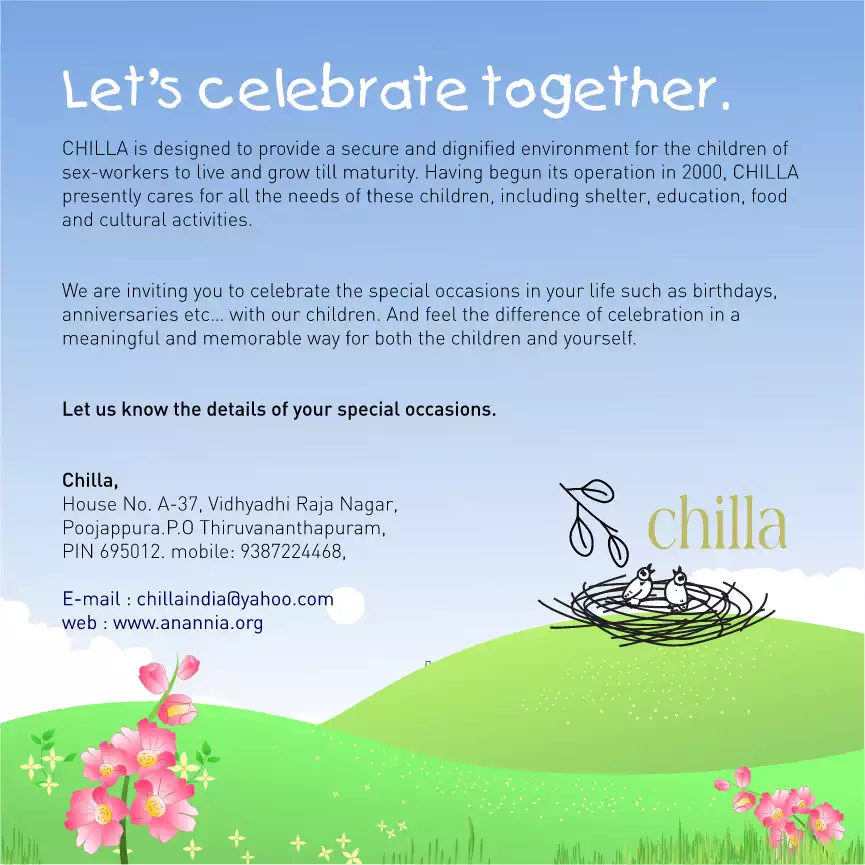 Let's celebrate together.
CHILLA is designed to provide a secure and dignified environment for the children of
sex-workers to live and grow till maturity. Having begun its operation in 2000, CHILLA
presently cares for all the needs of these children, including shelter, education, food
and cultural activities.
We are inviting you to celebrate the special occasions in your life such as birthdays,
anniversaries etc... with our children. And feel the difference of celebration in a
meaningful and memorable way for both the children and yourself.
Let us know the details of your special occasions.
Chilla,
House No. A-37, Vidhyadhi Raja Nagar,
Poojappura.P.O Thiruvananthapuram,
PIN 695012. mobile: 9387224468,
E-mail : chillaindia@yahoo.com
web : www.anannia.org
chilla